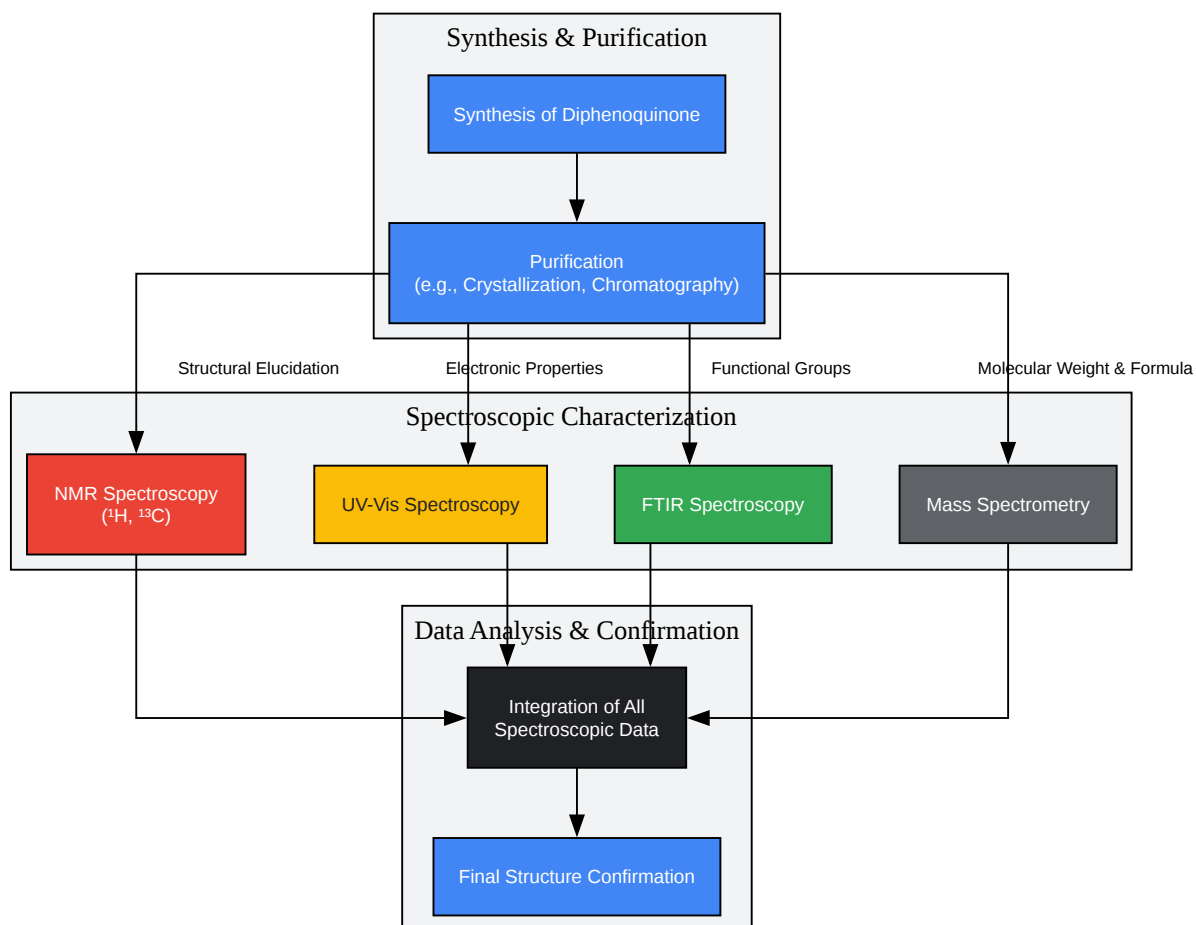 Synthesis & Purification
Synthesis of Diphenoquinone
Purification
(e.g., Crystallization, Chromatography)
Structural Elucidation
Electronic Properties
Functional Groups
Molecular Weight & Formula
Spectroscopic Characterization
NMR Spectroscopy
(¹H, ¹³C)
UV-Vis Spectroscopy
FTIR Spectroscopy
Mass Spectrometry
Data Analysis & Confirmation
Integration of All
Spectroscopic Data
Final Structure Confirmation